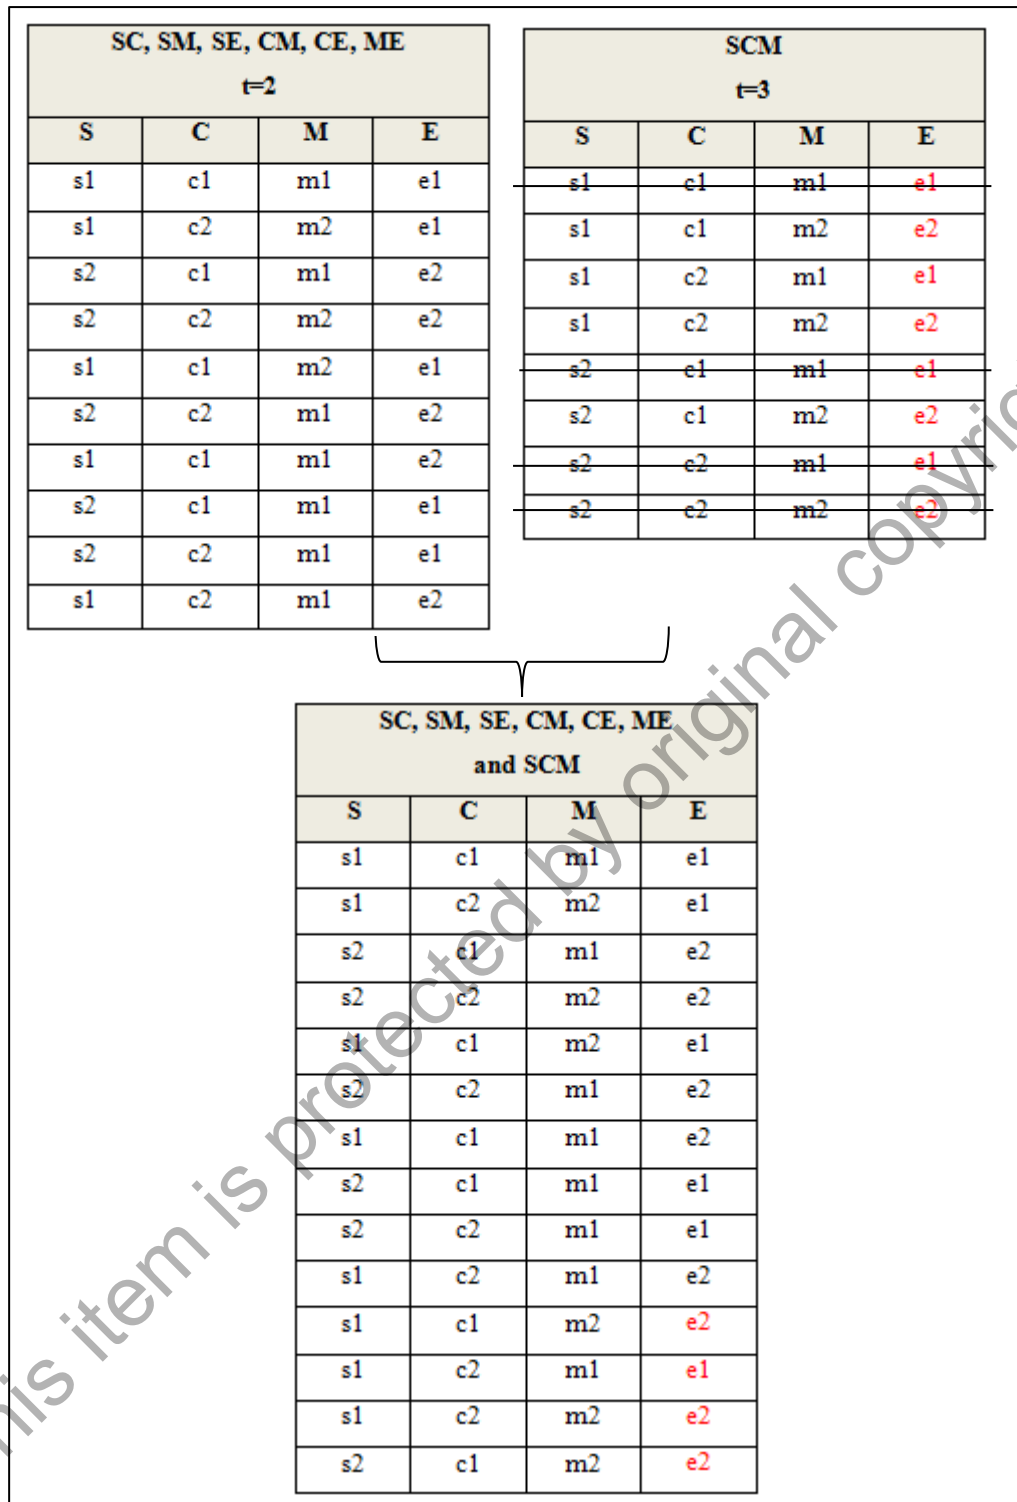 SC, SM, SE, CM, CE, ME
t=2
S C M E
s1 c1 m1 e1
s1 c2 m2 e1
s2 c1 m1 e2
s2 c2 m2 e2
s1 c1 m2 e1
s2 c2 m1 e2
s1 c1 m1 e2
s2 c1 m1 e1
s2 c2 m1 e1
s1 c2 m1 e2
SCM
t=3
S C M E
s1 c1 m1 e1
s1 c1 m2 e2
s1 c2 m1 e1
s1 c2 m2 e2
s2 c1 m1 e1
s2 c1 m2 e2
s2 c2 m1 e1
s2 c2 m2 e2
SC, SM, SE, CM, CE, ME
and SCM
S C M E
s1 c1 m1 e1
s1 c2 m2 e1
s2 c1 m1 e2
s2 c2 m2 e2
s1 c1 m2 e1
s2 c2 m1 e2
s1 c1 m1 e2
s2 c1 m1 e1
s2 c2 m1 e1
s1 c2 m1 e2
s1 c1 m2 e2
s1 c2 m1 e1
s1 c2 m2 e2
s2 c1 m2 e2
his item is protected by original copyrig